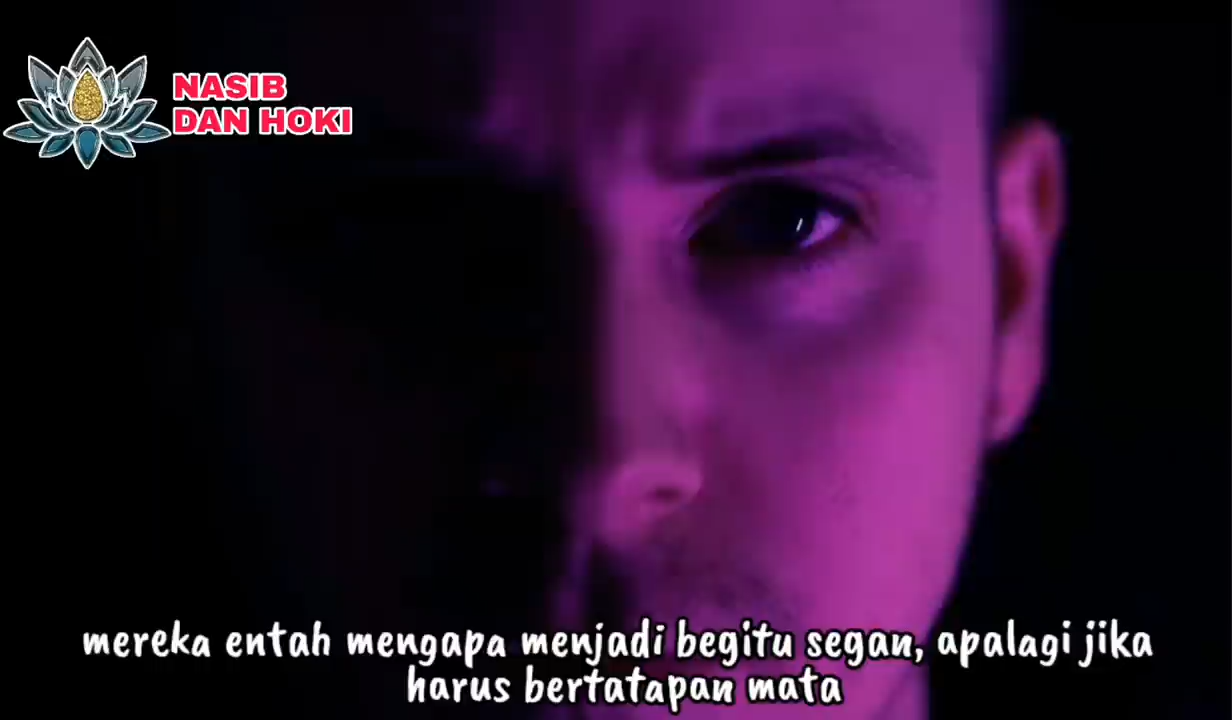 NASIB
DAN HOKI
mereka entah mengapa menjadi begitu segan, apalagi jika
harus bertatapan mata